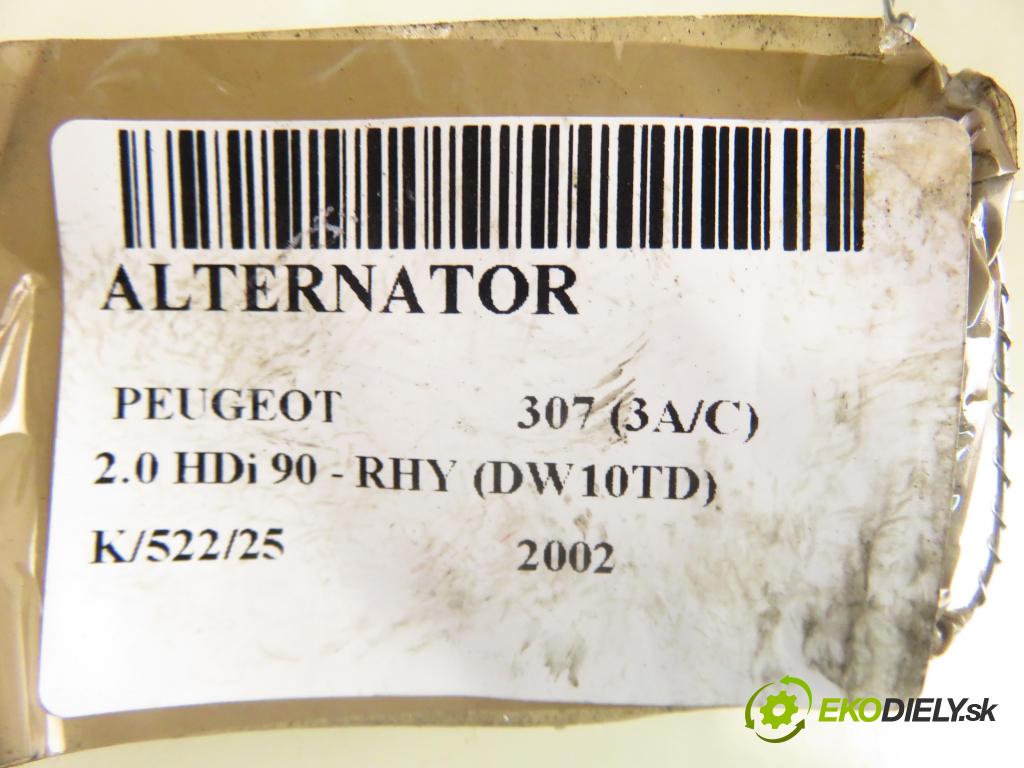 ALTERNATOR
PEUGEOT 307 (3A/C)
2.0 HDi 90 - RHY (DW10TD)
K/522/25 2002
EKODIELY.sk